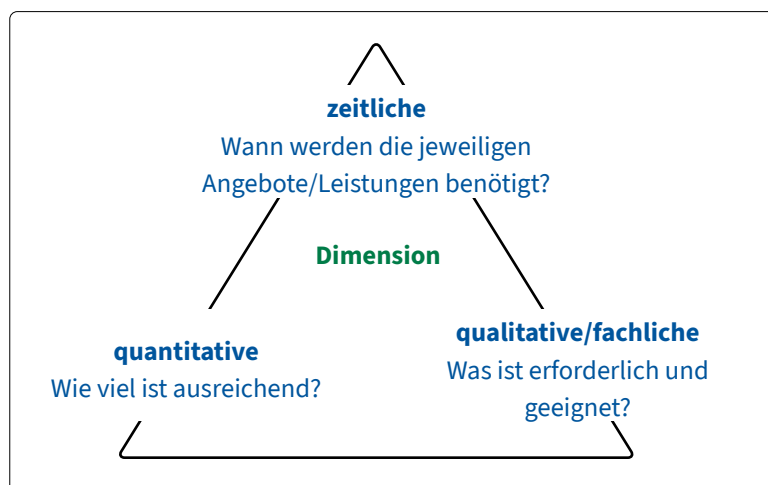 zeitliche
Wann werden die jeweiligen
Angebote/Leistungen benötigt?
Dimension
quantitative
Wie viel ist ausreichend?
qualitative/fachliche
Was ist erforderlich und
geeignet?